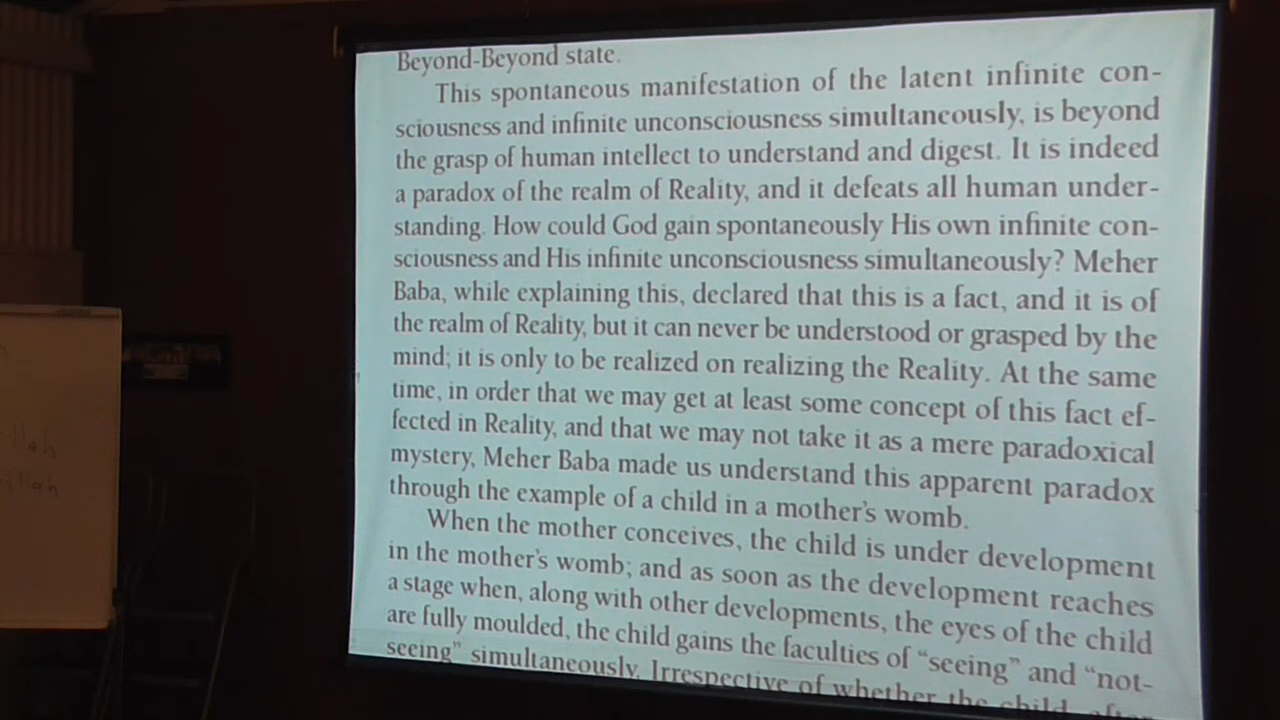 Beyond-Beyond state.
This spontaneous manifestation of the latent infinite con-
sciousness and infinite unconsciousness simultaneously, is beyond
the grasp of human intellect to understand and digest. It is indeed
a paradox of the realm of Reality, and it defeats all human under-
standing. How could God gain spontaneously His own infinite con-
sciousness and His infinite unconsciousness simultaneously? Meher
Baba, while explaining this, declared that this is a fact, and it is of
the realm of Reality, but it can never be understood or grasped by the
mind; it is only to be realized on realizing the Reality. At the same
time, in order that we may get at least some concept of this fact ef-
fected in Reality, and that we may not take it as a mere paradoxical
mystery, Meher Baba made us understand this apparent paradox
through the example of a child in a mother's womb.
When the mother conceives, the child is under development
in the mother's womb; and as soon as the development reaches
a stage when, along with other developments, the eyes of the child
are fully moulded, the child gains the faculties of “seeing” and “not-
seeing” simultaneously. Irrespective of whether the child, after